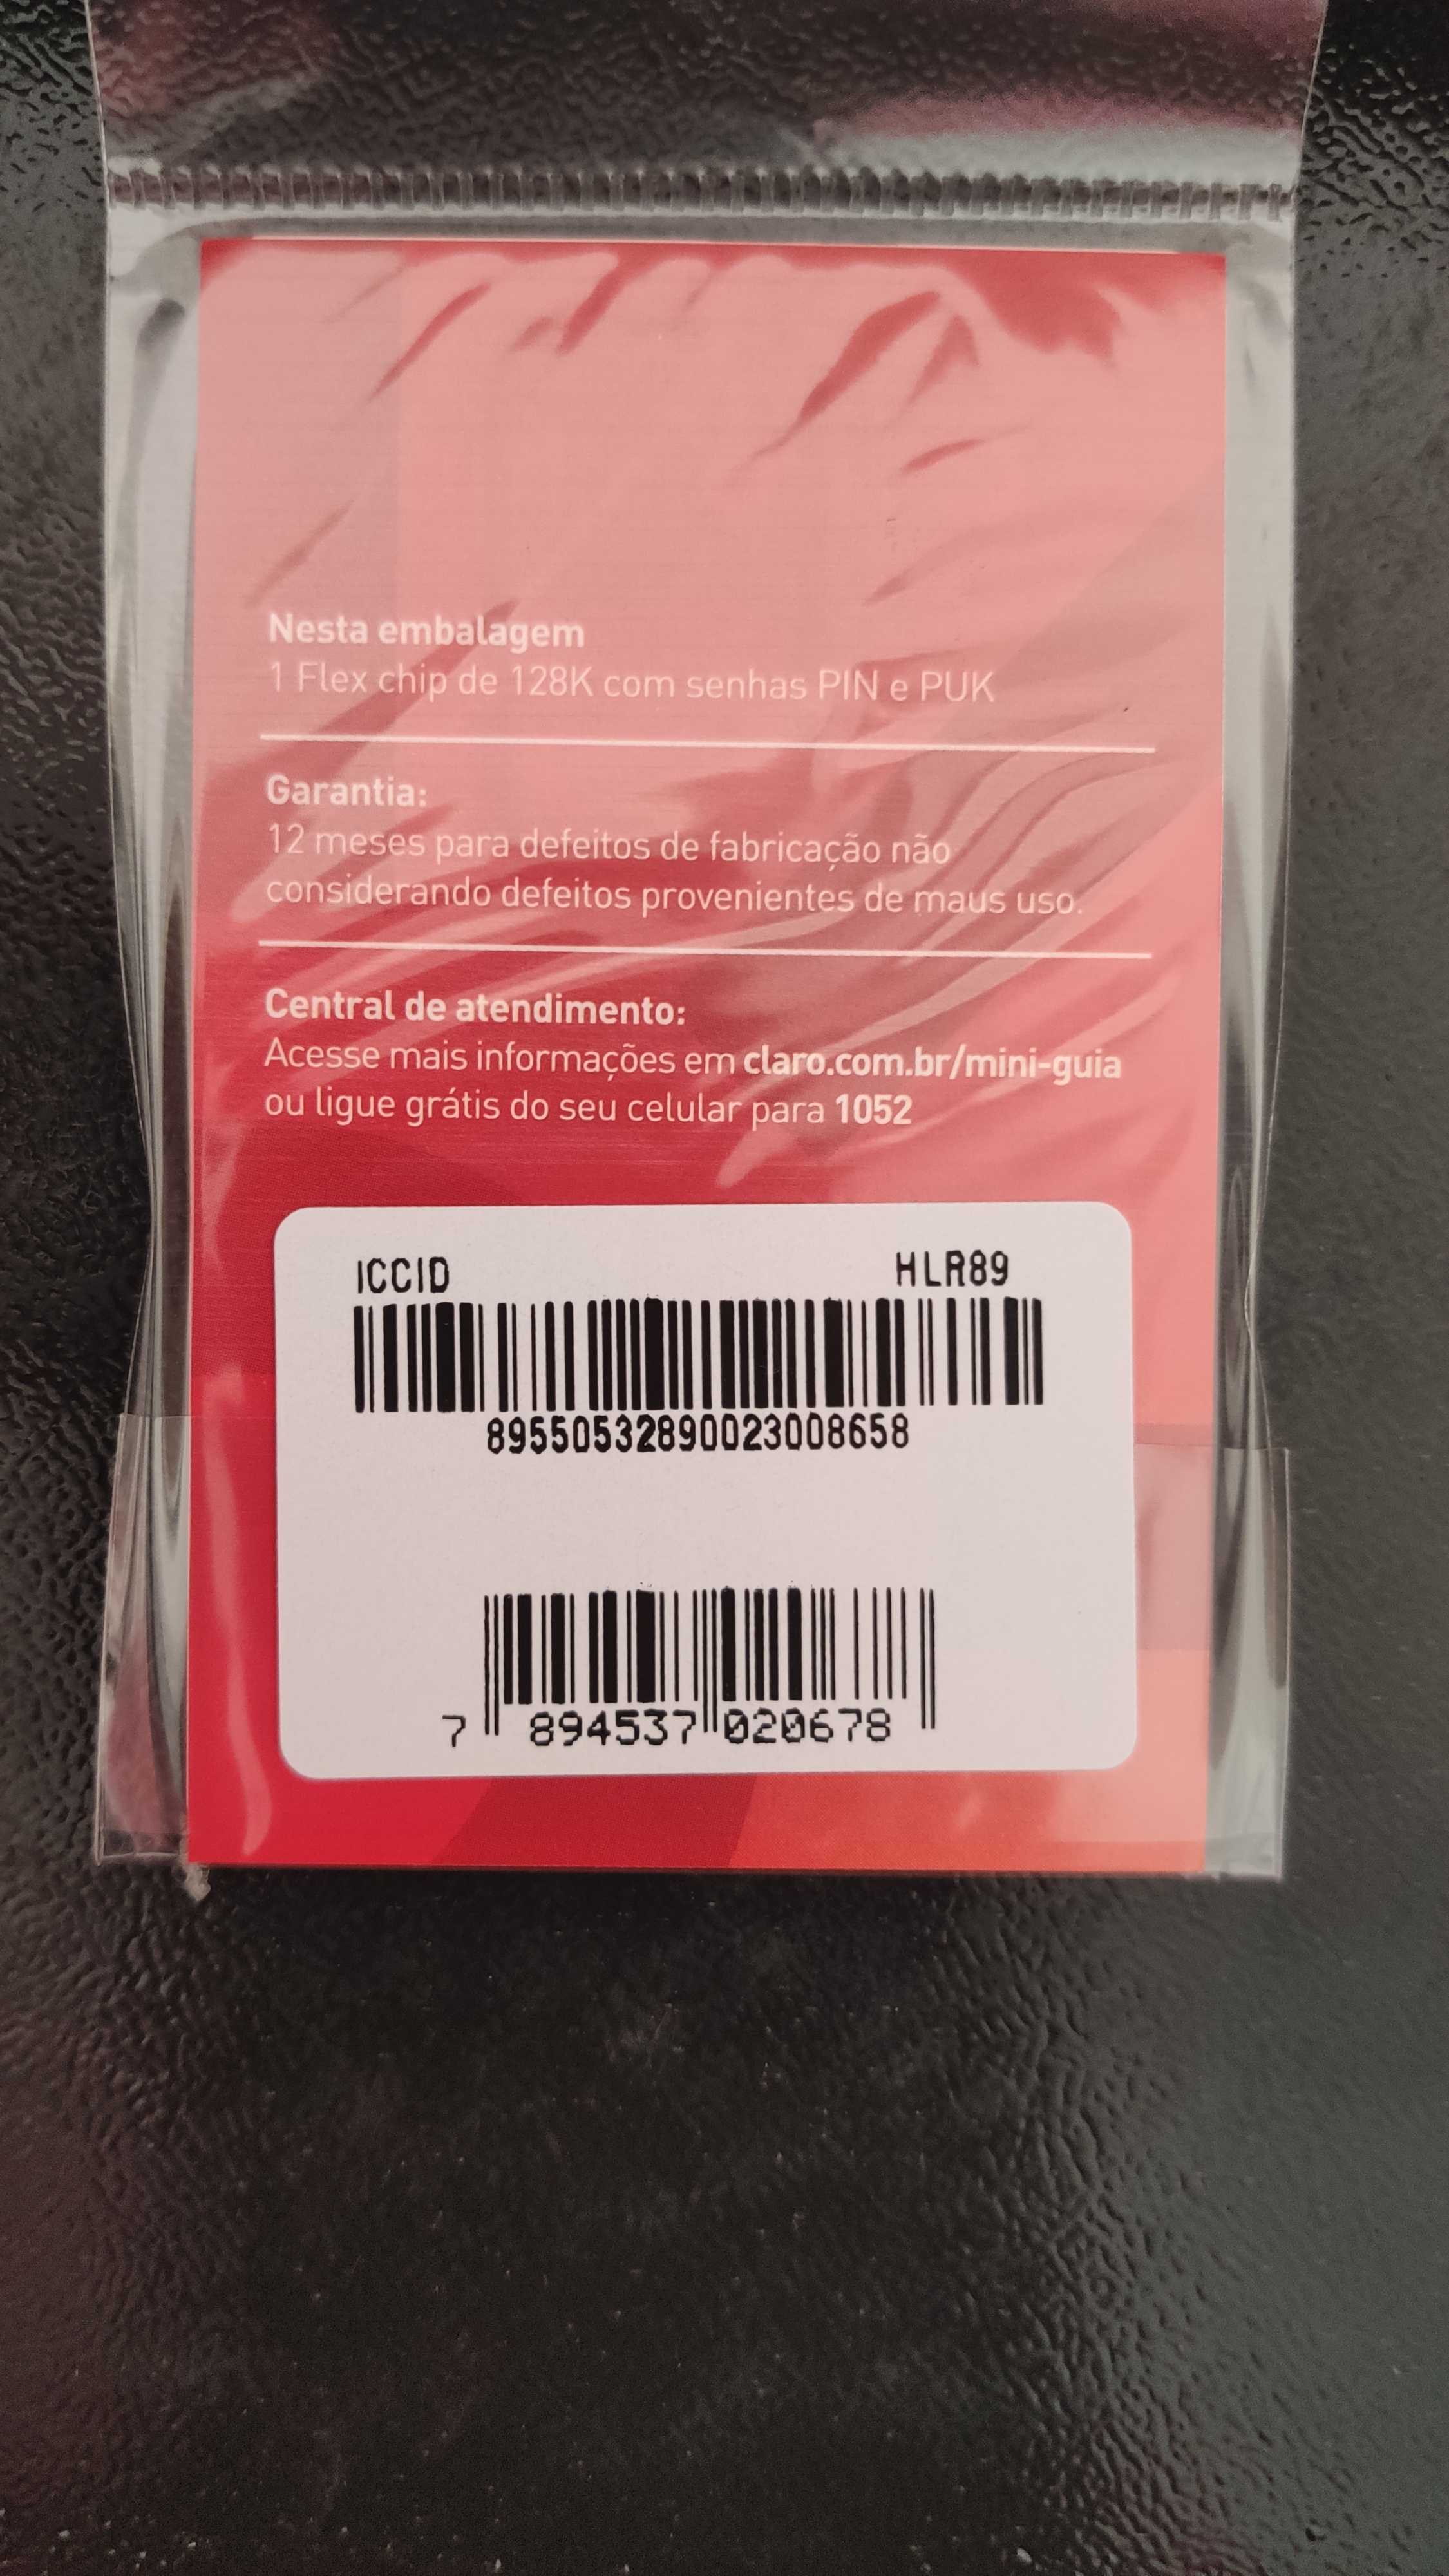 Nesta embalagem
1 Flex chip de 128K com senhas PIN e PUK
Garantia:
12 meses para defeitos de fabricação não
considerando defeitos provenientes de maus uso.
Central de atendimento:
Acesse mais informações em claro.com.br/mini-guia
ou ligue grátis do seu celular para 1052
ICCID HLR89
89550532890023008658
7 894537 020678